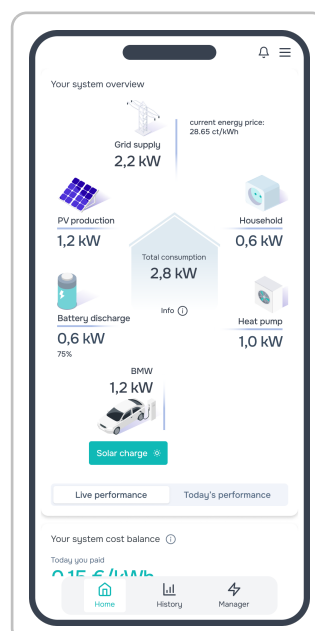 Your system overview
current energy price:
28.65 ct/kWh
Grid supply
2,2 kW
PV production
1,2 kW
Household
0,6 kW
Total consumption
2,8 kW
Info
Battery discharge
0,6 kW
75%
Heat pump
1,0 kW
BMW
1,2 kW
Solar charge
Live performance
Today's performance
Your system cost balance
Today you paid
0,15 €/kWh
Home
History
Manager